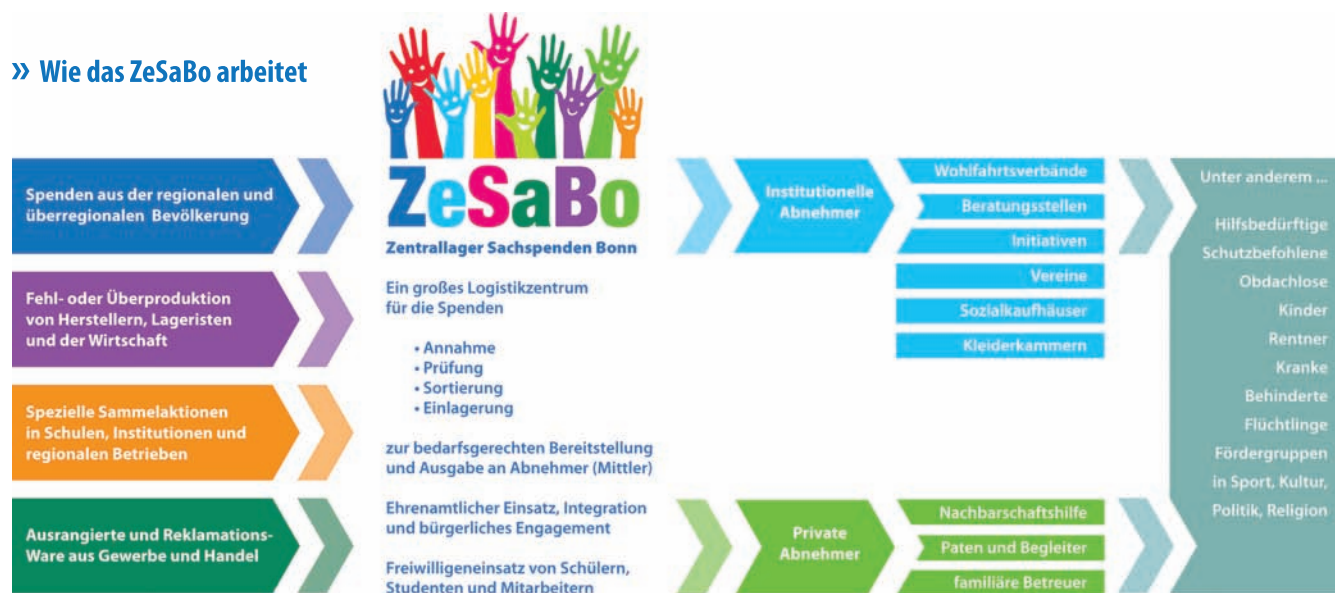 » Wie das ZeSaBo arbeitet
Spenden aus der regionalen und
überregionalen Bevölkerung
Fehl- oder Überproduktion
von Herstellern, Lageristen
und der Wirtschaft
Spezielle Sammelaktionen
in Schulen, Institutionen und
regionalen Betrieben
Ausrangierte und Reklamations-
Ware aus Gewerbe und Handel
ZeSaBo
Zentrallager Sachspenden Bonn
Ein großes Logistikzentrum
für die Spenden
• Annahme
• Prüfung
• Sortierung
• Einlagerung
zur bedarfsgerechten Bereitstellung
und Ausgabe an Abnehmer (Mittler)
Ehrenamtlicher Einsatz, Integration
und bürgerliches Engagement
Freiwilligeneinsatz von Schülern,
Studenten und Mitarbeitern
Institutionelle
Abnehmer
Wohlfahrtsverbände
Beratungsstellen
Initiativen
Vereine
Sozialkaufhäuser
Kleiderkammern
Private
Abnehmer
Nachbarschaftshilfe
Paten und Begleiter
familiäre Betreuer
Unter anderem ...
Hilfsbedürftige
Schutzbefohlene
Obdachlose
Kinder
Rentner
Kranke
Behinderte
Flüchtlinge
Fördergruppen
in Sport, Kultur,
Politik, Religion